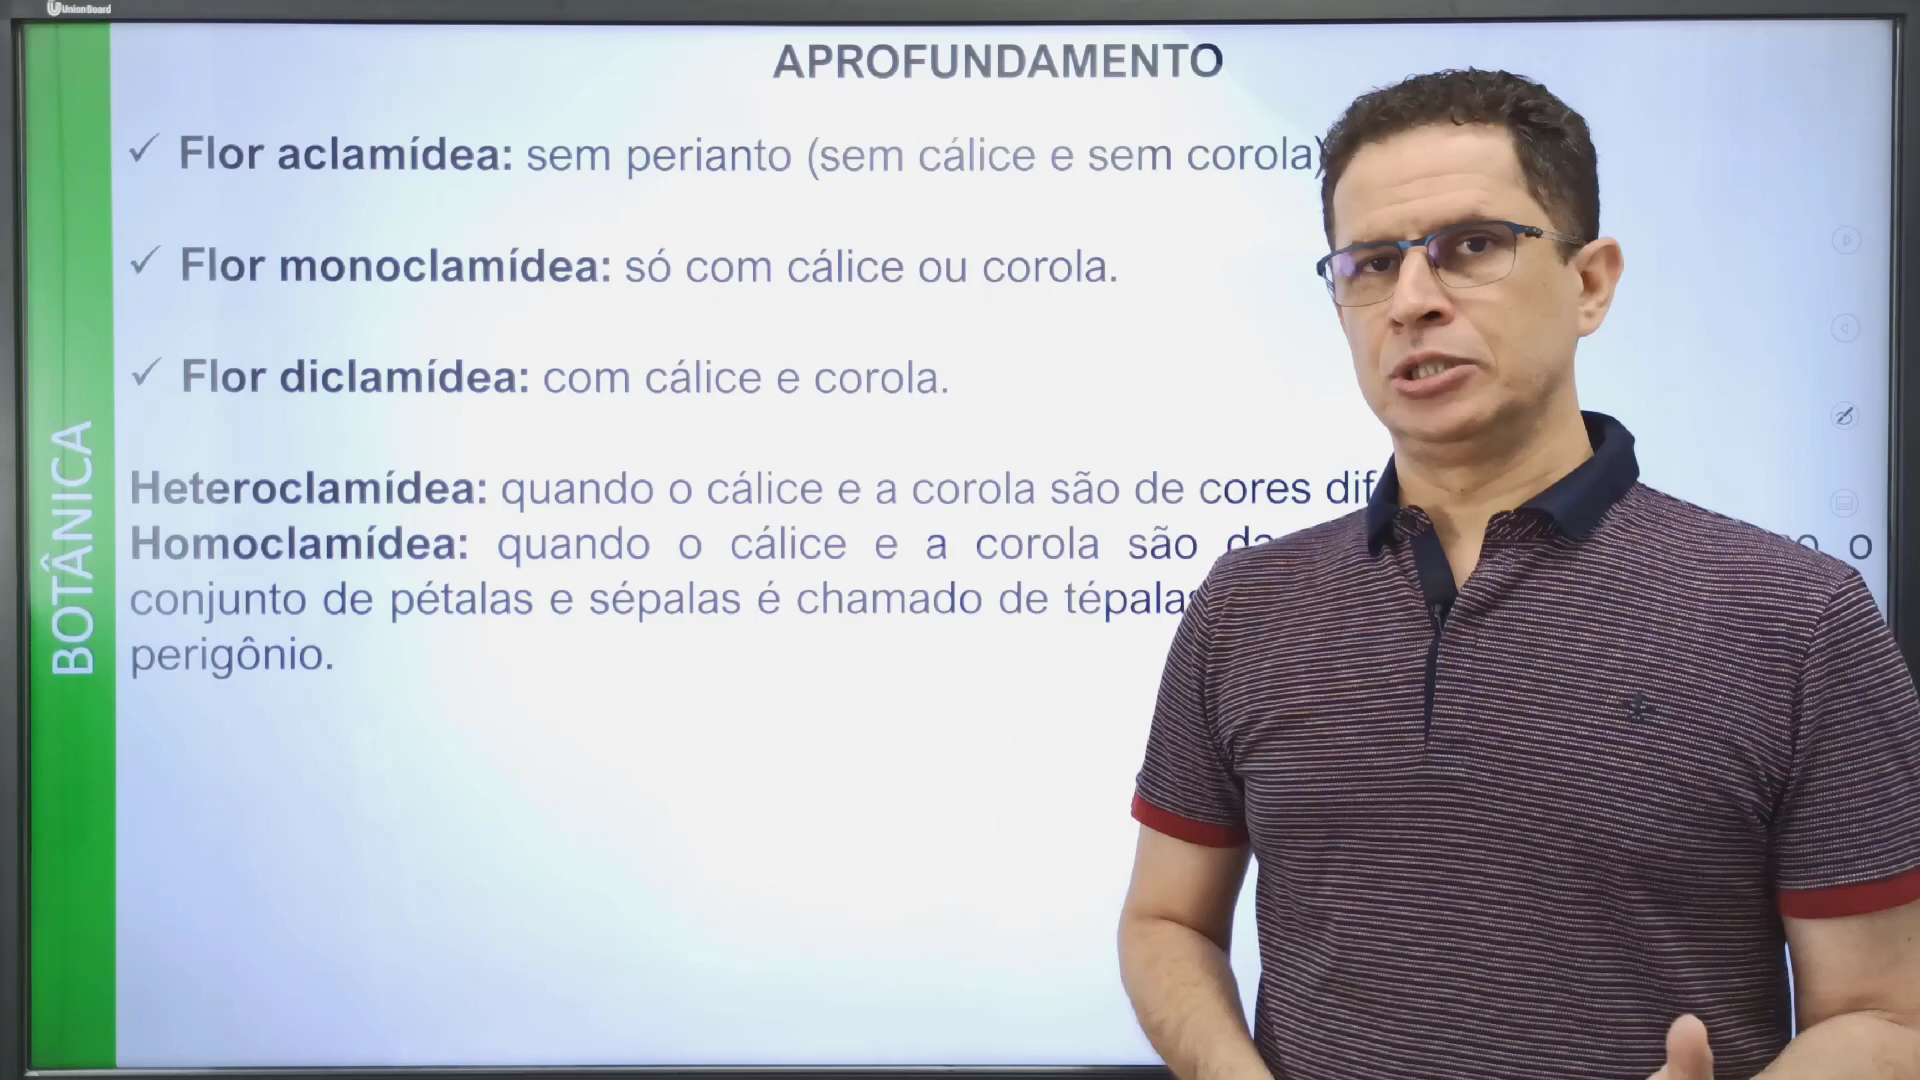 UnionBoard
APROFUNDAMENTO
✓ Flor aclamídea: sem perianto (sem cálice e sem corola)
✓ Flor monoclamídea: só com cálice ou corola.
✓ Flor diclamídea: com cálice e corola.
Heteroclamídea: quando o cálice e a corola são de cores
Homoclamídea: quando o cálice e a corola são o
conjunto de pétalas e sépalas é chamado de tépalas
perigônio.
BOTÂNICA